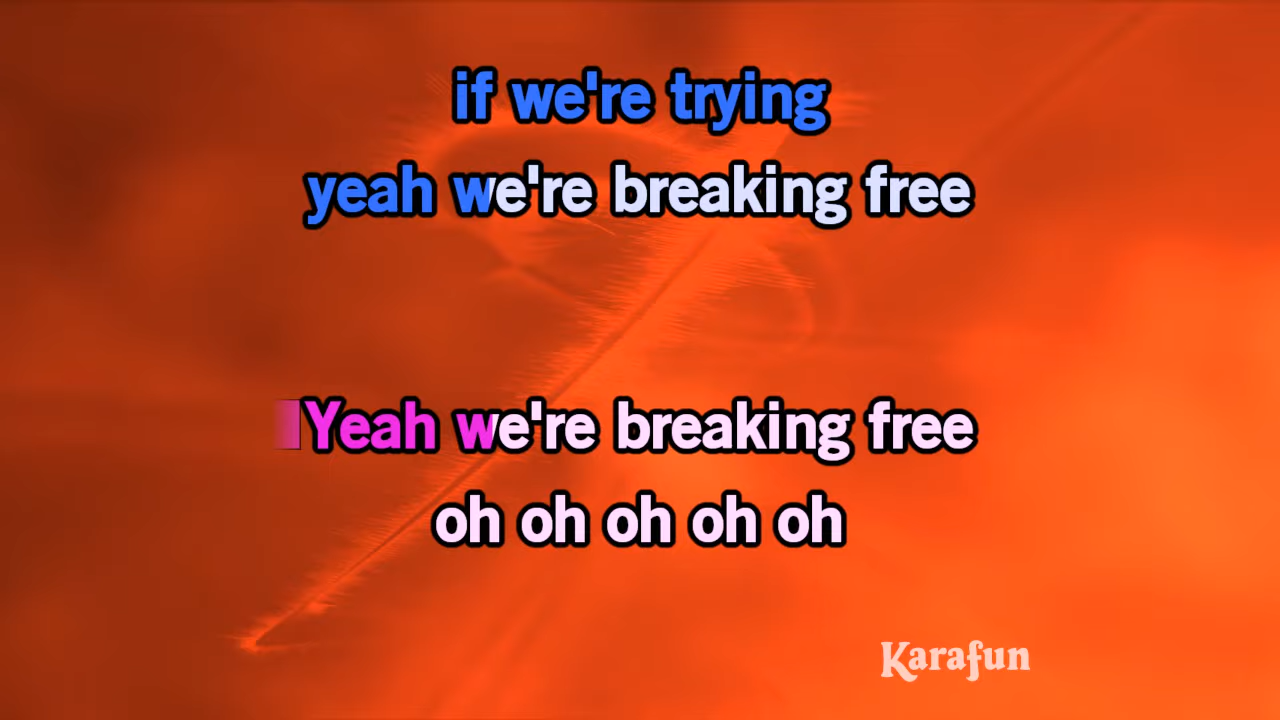 if we're trying
yeah we're breaking free
Yeah we're breaking free
oh oh oh oh oh
Karafun